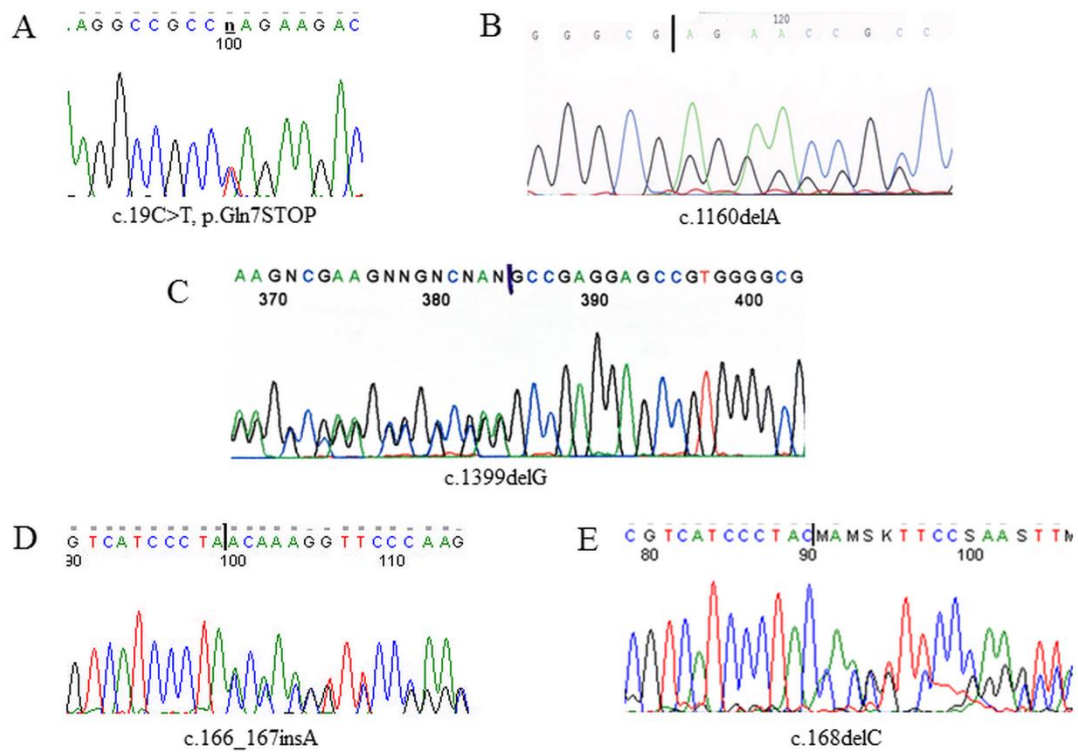 A
.AGGCCGCCnAGAAGAC
100
c.19C>T, p.Gln7STOP
B
120
G G G C G A G A A C C G C C
c.1160delA
C
AAGNCGAAGNNGNCNANGCCGAGGAGCCGTGGGGCG
370 380 390 400
c.1399delG
D
GTCATCCCTAACAAAGGTTCCCAAG
90 100 110
c.166_167insA
E
CGTCATCCCTACMAMSKTTCCSAASTTM
80 90 100
c.168delC